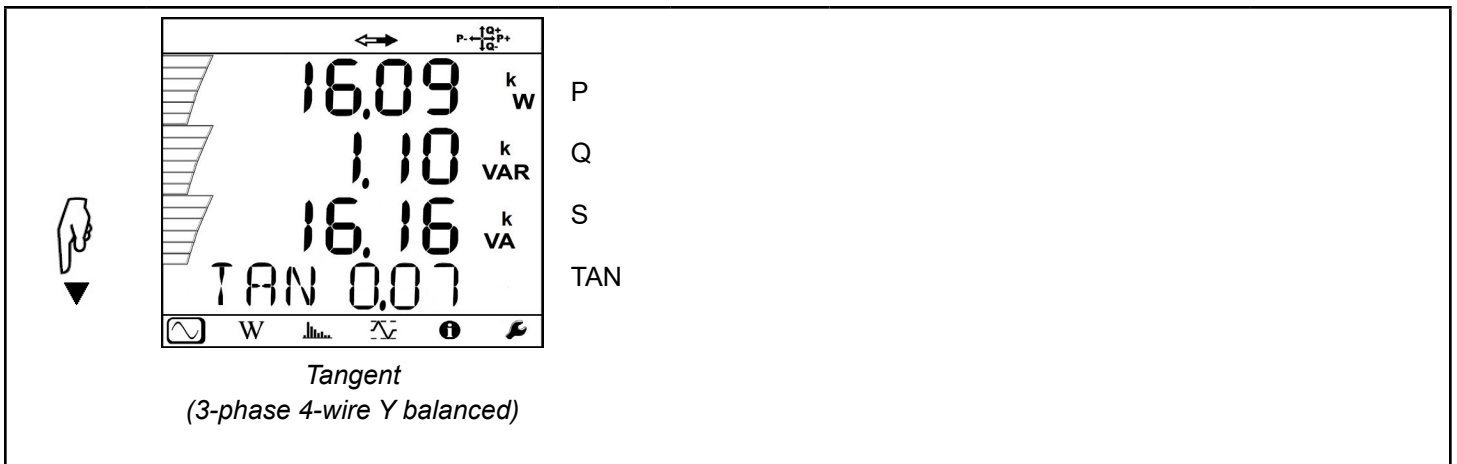 Q+
P- P+
Q-
16.09 k W
P
1.10 k VAR
Q
16.16 k VA
S
TAN 0.07
TAN
W
i
Tangent
(3-phase 4-wire Y balanced)